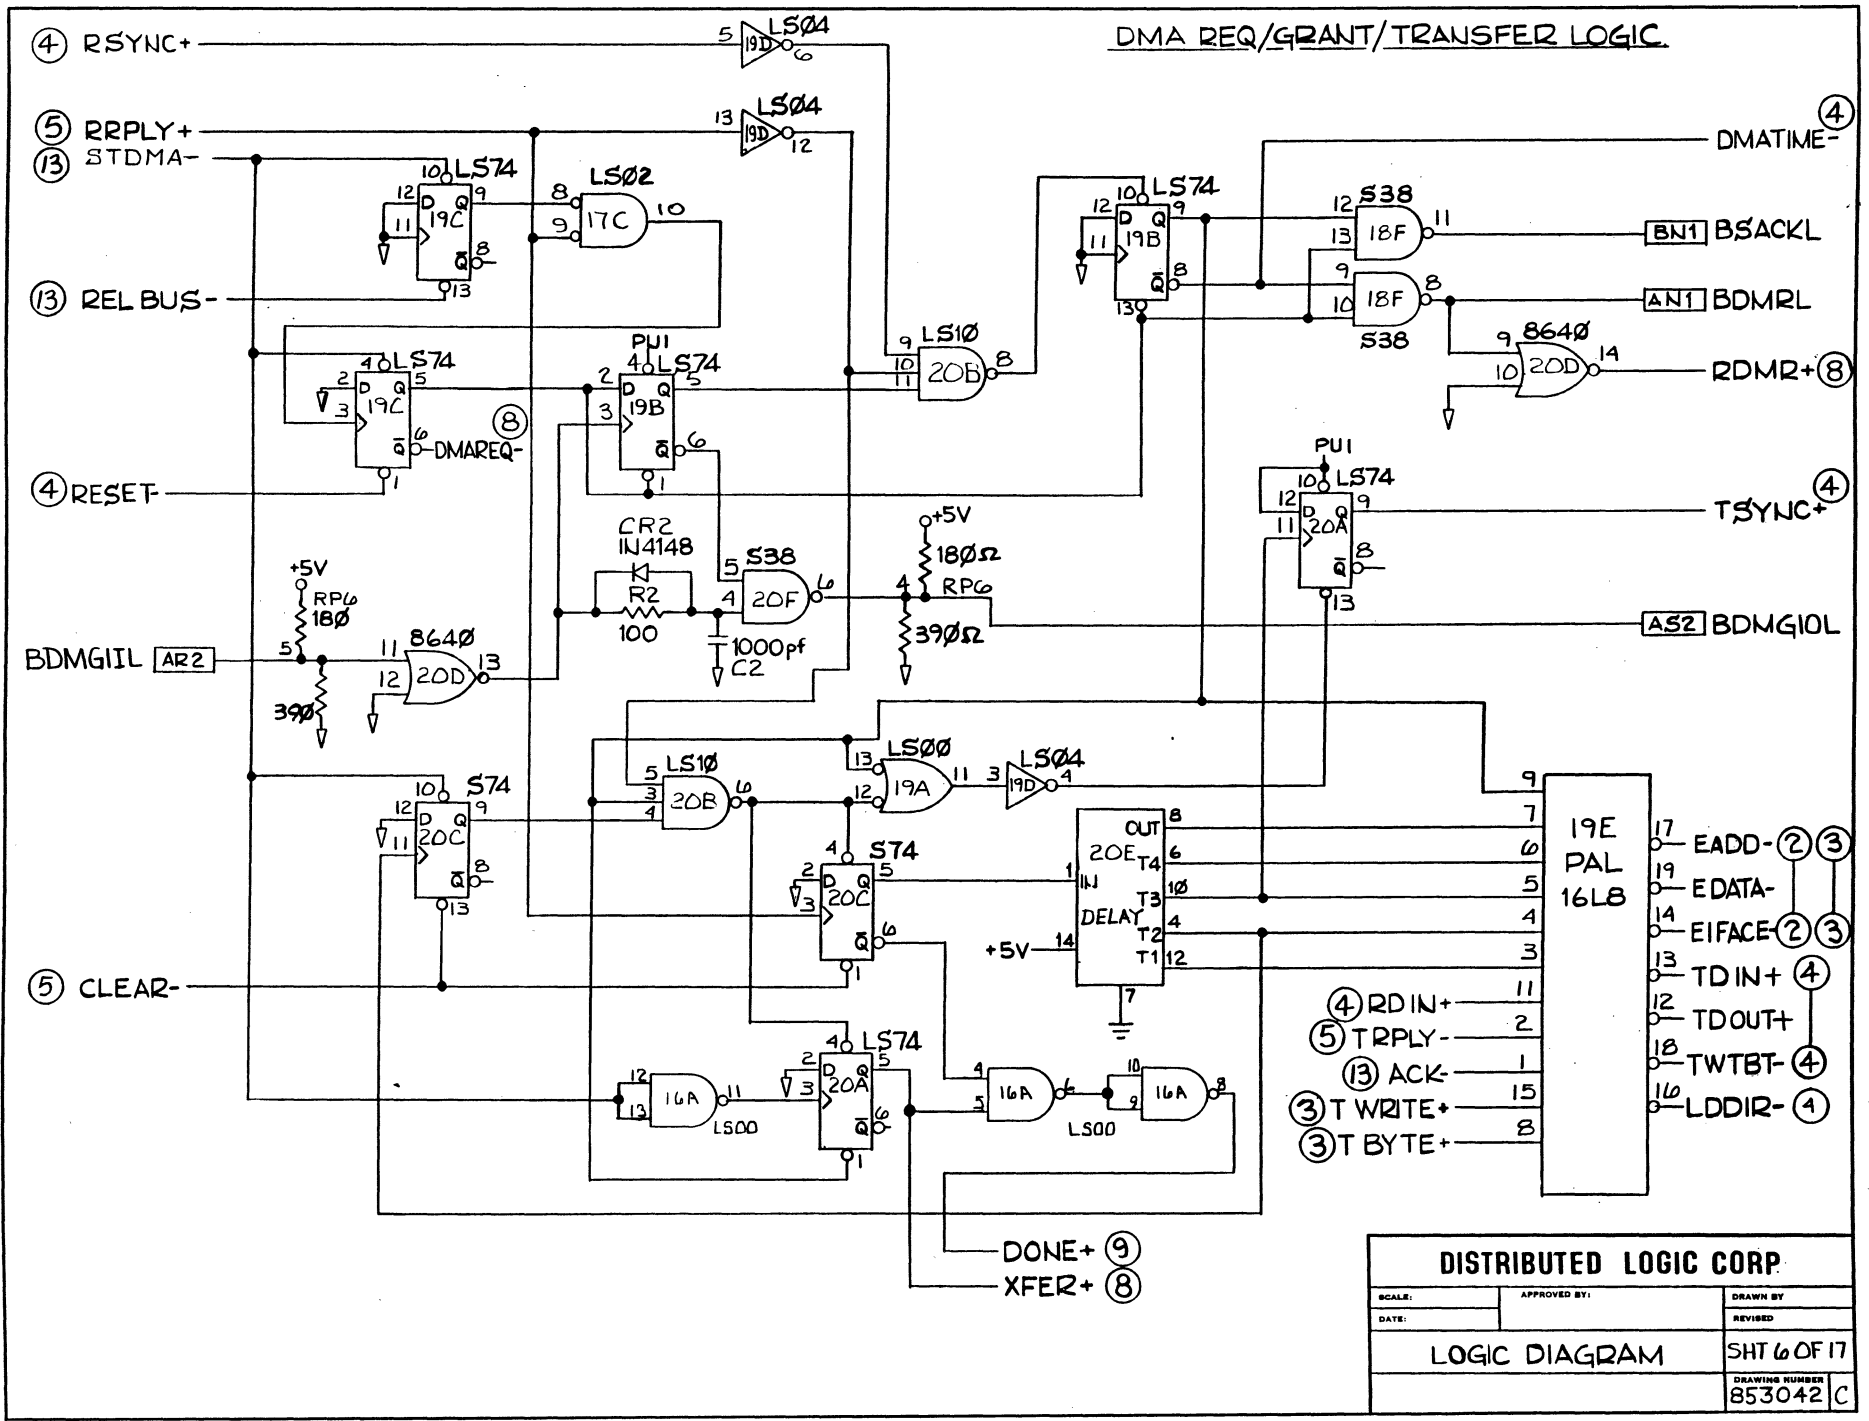 DMA REQ/GRANT/TRANSFER LOGIC
4 RSYNC+
5 19D 6
LSØ4
5 RRPLY+
13 19D 12
LSØ4
13 STDMA-
4
DMATIME-
10 LS74
12 D Q 9
11 19C
Q̅ 8
13
LSØ2
8 17C 10
9
10 LS74
12 D Q 9
11 19B
Q̅ 8
13
S38
12 18F 11
13
BN1 BSACKL
9 18F 8
10
S38
AN1 BDMRL
13 REL BUS-
8640
9 20D 14
10
RDMR+ 8
4 LS74
2 D Q 5
3 19C
Q̅ 6
1
8
DMAREQ-
PU1
4 LS74
2 D Q 5
3 19B
Q̅ 6
1
LS1Ø
9 20B 8
10
11
4 RESET-
PU1
10 LS74
12 D Q 9
11 20A
Q̅ 8
13
4
TSYNC+
CR2
IN4148
R2
100
1000pf
C2
S38
5 20F 6
4
+5V
180Ω
4 RP6
390Ω
AS2 BDMGIOL
+5V
RP6
180
5
390
BDMGIIL AR2
8640
11 20D 13
12
LS1Ø
5 20B 6
3
4
LSØØ
13 19A 11
12
LSØ4
3 19D 4
10 S74
12 D Q 9
11 20C
Q̅ 8
13
4 S74
2 D Q 5
3 20C
Q̅ 6
1
5 CLEAR-
20E
DELAY
1 IN
OUT 8
T4 6
T3 10
T2 4
T1 12
+5V 14
7
19E
PAL
16L8
9
7
6
5
4
3
4 RDIN+ 11
5 TRPLY- 2
13 ACK- 1
3 T WRITE+ 15
3 T BYTE+ 8
17 EADD- 2 3
19 EDATA-
14 EIFACE- 2 3
13 TDIN+ 4
12 TDOUT+
18 TWTBT- 4
16 LDDIR- 4
12 16A 11
13
LS00
4 LS74
2 D Q 5
3 20A
Q̅ 6
1
4 16A 6
5
LS00
10 16A 8
9
DONE+ 9
XFER+ 8
DISTRIBUTED LOGIC CORP
SCALE:
APPROVED BY:
DRAWN BY
DATE:
REVISED
LOGIC DIAGRAM
SHT 6 OF 17
DRAWING NUMBER
853042 C